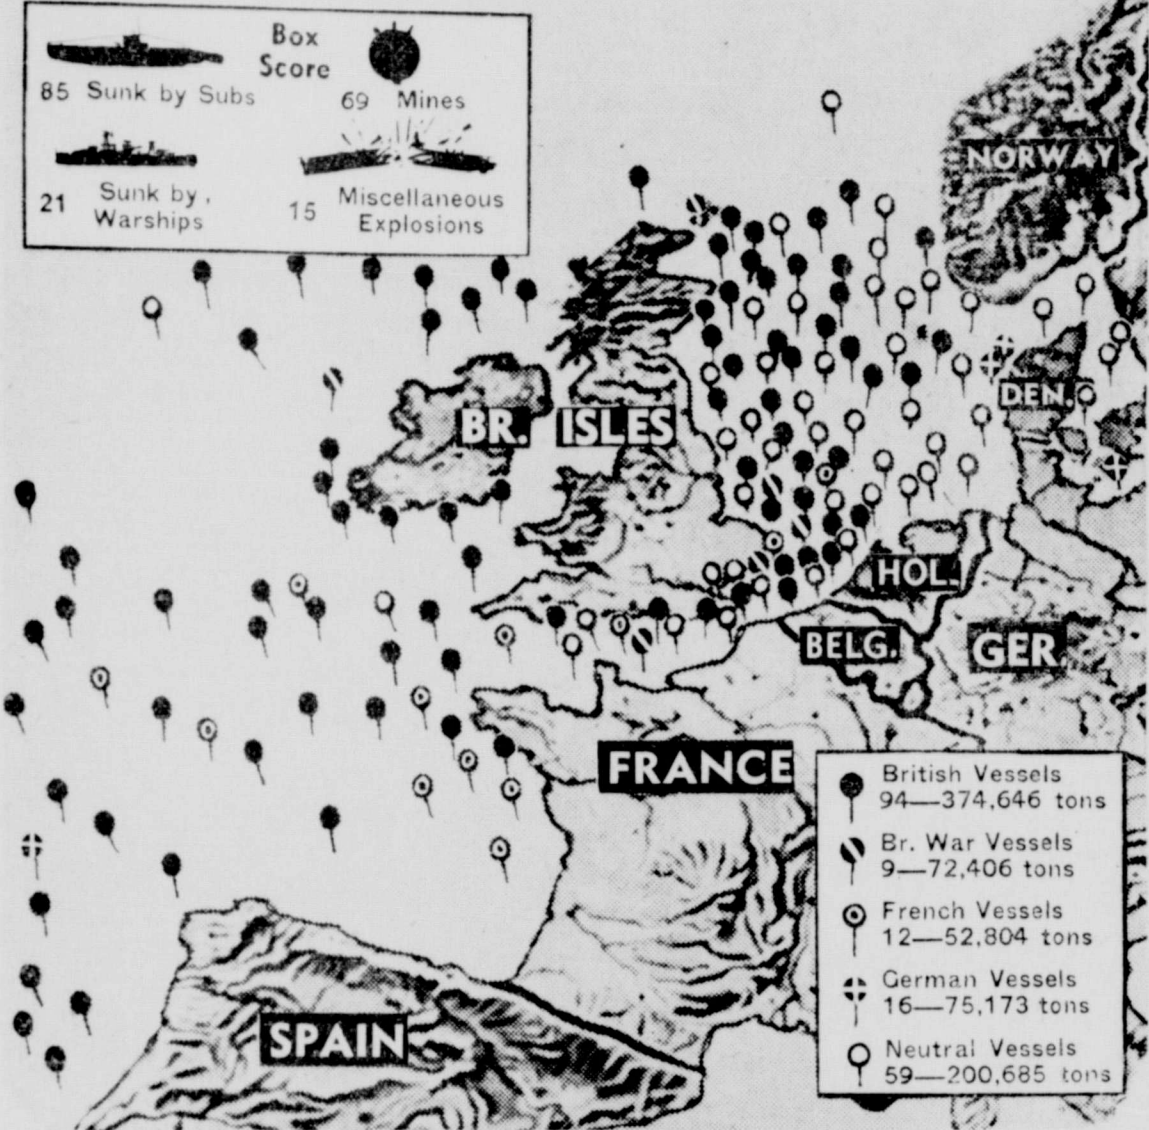 Box
Score
85 Sunk by Subs
69 Mines
21 Sunk by
Warships
15 Miscellaneous
Explosions
NORWAY
DEN.
BR. ISLES
HOL.
BELG.
GER.
FRANCE
SPAIN
British Vessels
94—374,646 tons
Br. War Vessels
9—72,406 tons
French Vessels
12—52,804 tons
German Vessels
16—75,173 tons
Neutral Vessels
59—200,685 tons